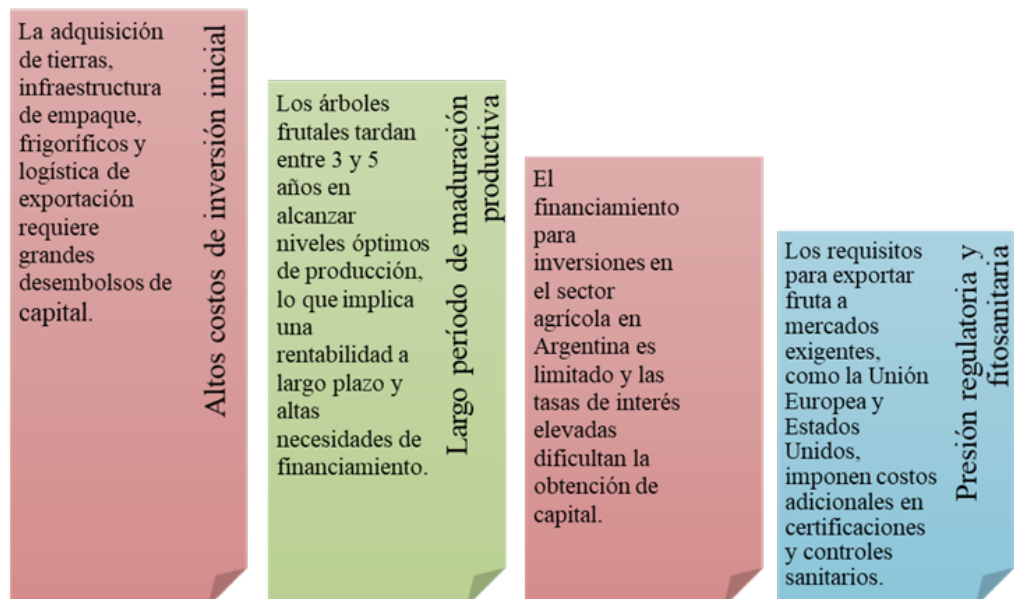 La adquisición
de tierras,
infraestructura
de empaque,
frigoríficos y
logística de
exportación
requiere
grandes
desembolsos de
capital.
Altos costos de inversión inicial
Los árboles
frutales tardan
entre 3 y 5
años en
alcanzar
niveles óptimos
de producción,
lo que implica
una
rentabilidad a
largo plazo y
altas
necesidades de
financiamiento.
Largo período de maduración
productiva
El
financiamiento
para
inversiones en
el sector
agrícola en
Argentina es
limitado y las
tasas de interés
elevadas
dificultan la
obtención de
capital.
Los requisitos
para exportar
fruta a
mercados
exigentes,
como la Unión
Europea y
Estados
Unidos,
imponen costos
adicionales en
certificaciones
y controles
sanitarios.
Presión regulatoria y
fitosanitaria